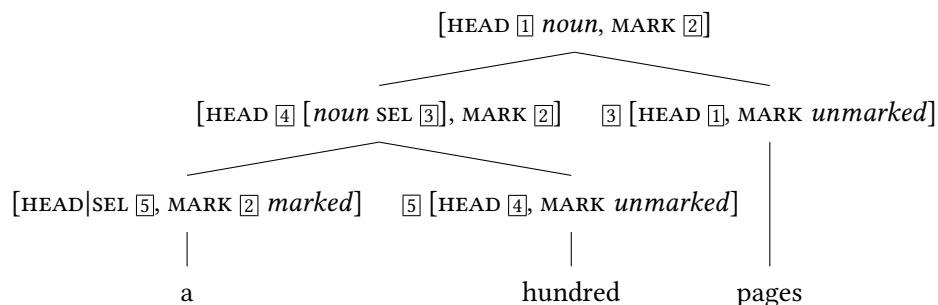 [HEAD 1 noun, MARK 2]
[HEAD 4 [noun SEL 3], MARK 2] 3 [HEAD 1, MARK unmarked]
[HEAD|SEL 5, MARK 2 marked] 5 [HEAD 4, MARK unmarked]
a hundred pages